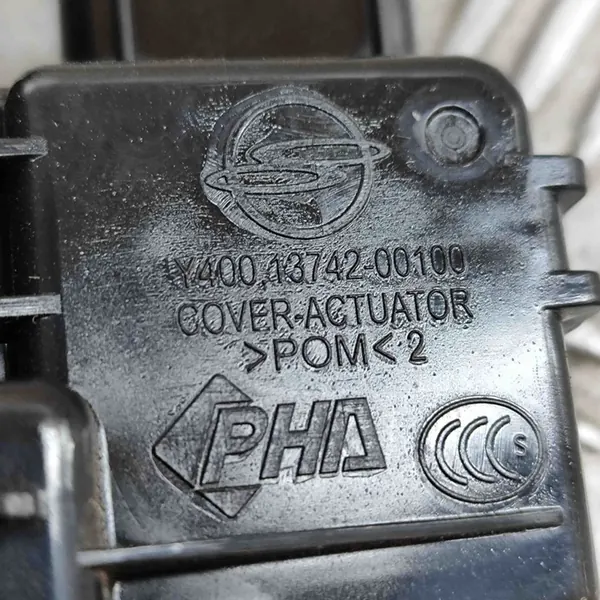 Y400,13742-00100
COVER-ACTUATOR
>POM< 2
PHA
CCC S